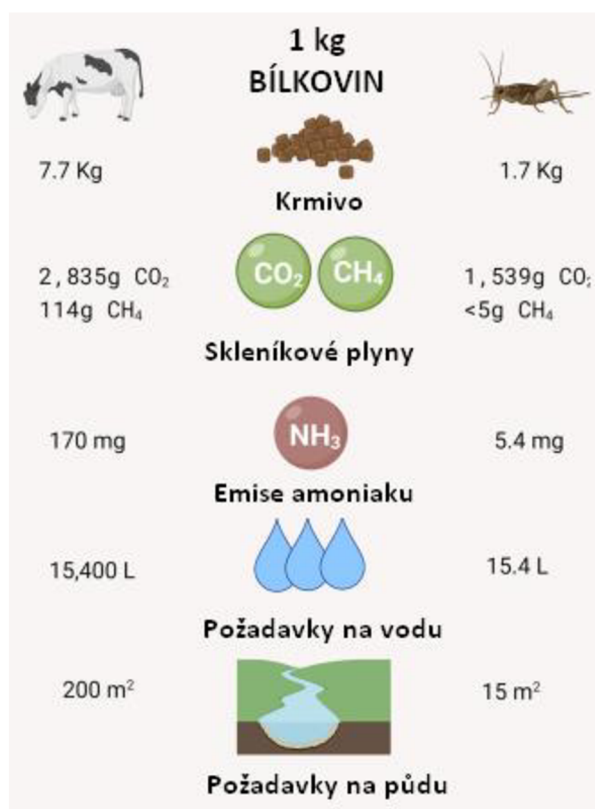 1 kg
BÍLKOVIN
7.7 Kg
1.7 Kg
Krmivo
2,835g CO₂
114g CH₄
CO₂ CH₄
1,539g CO₂
<5g CH₄
Skleníkové plyny
170 mg
NH₃
5.4 mg
Emise amoniaku
15,400 L
15.4 L
Požadavky na vodu
200 m²
15 m²
Požadavky na půdu